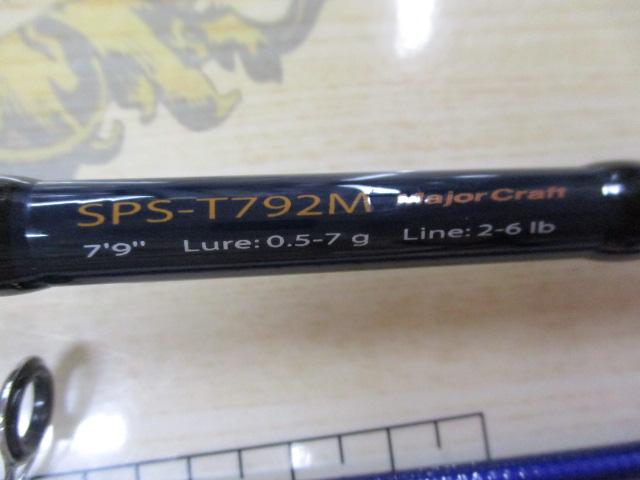 SPS-T792M MajorCraft
7'9" Lure: 0.5-7 g Line: 2-6 lb